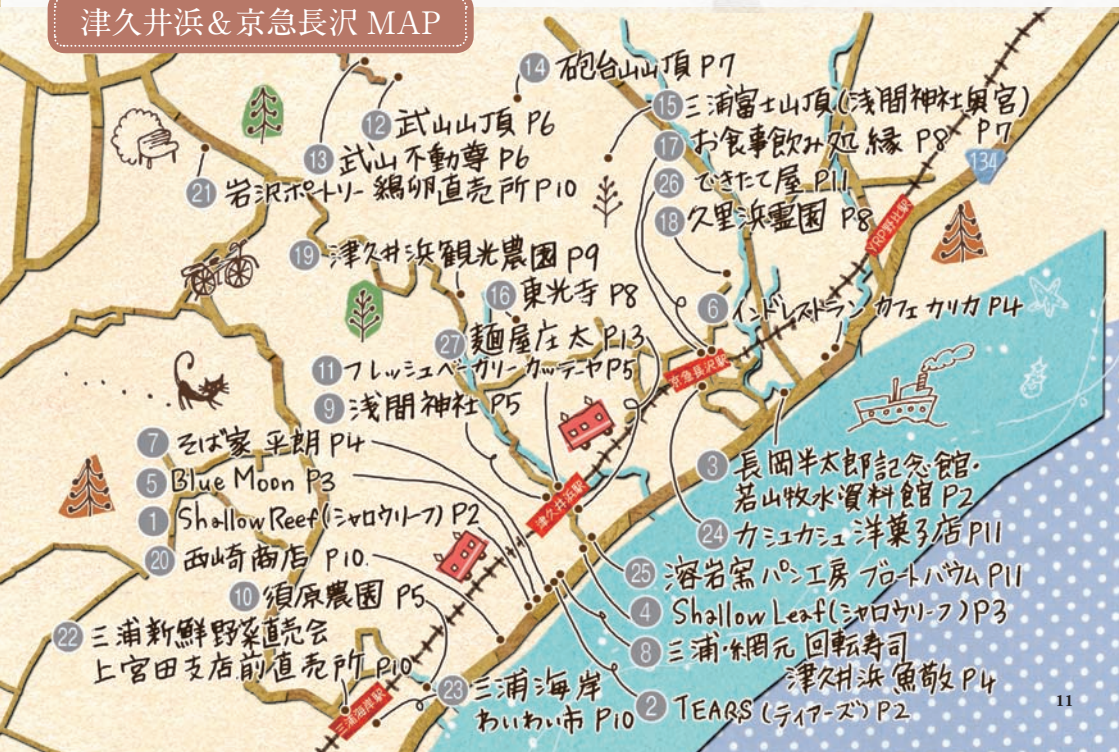 津久井浜&京急長沢 MAP
14 砲台山山頂 P7
12 武山山頂 P6
13 武山不動尊 P6
21 岩沢ポートリー 鶏卵直売所 P10
15 三浦富士山頂(浅間神社奥宮)
P7
17 お食事飲み処 縁 P8
26 できたて屋 P11
18 久里浜霊園 P8
134
YRP野比駅
19 津久井浜観光農園 P9
16 東光寺 P8
6 インドレストラン カフェ カリカ P4
27 麺屋庄太 P13
11 フレッシュベーカリー カッテーヤ P5
京急長沢駅
9 浅間神社 P5
7 そば家 平朗 P4
5 Blue Moon P3
1 Shallow Reef(シャロウリーフ) P2
津久井浜駅
20 西崎商店 P10.
10 須原農園 P5
22 三浦新鮮野菜直売会
上宮田支店前直売所 P10
三浦海岸駅
3 長岡半太郎記念館・
若山牧水資料館 P2
24 カシュカシュ 洋菓子店 P11
25 溶岩窯 パン工房 ブロートバウム P11
4 Shallow Leaf(シャロウリーフ) P3
8 三浦・網元 回転寿司
津久井浜 魚敬 P4
23 三浦海岸
わいわい市 P10
2 TEARS (ティアーズ) P2
11